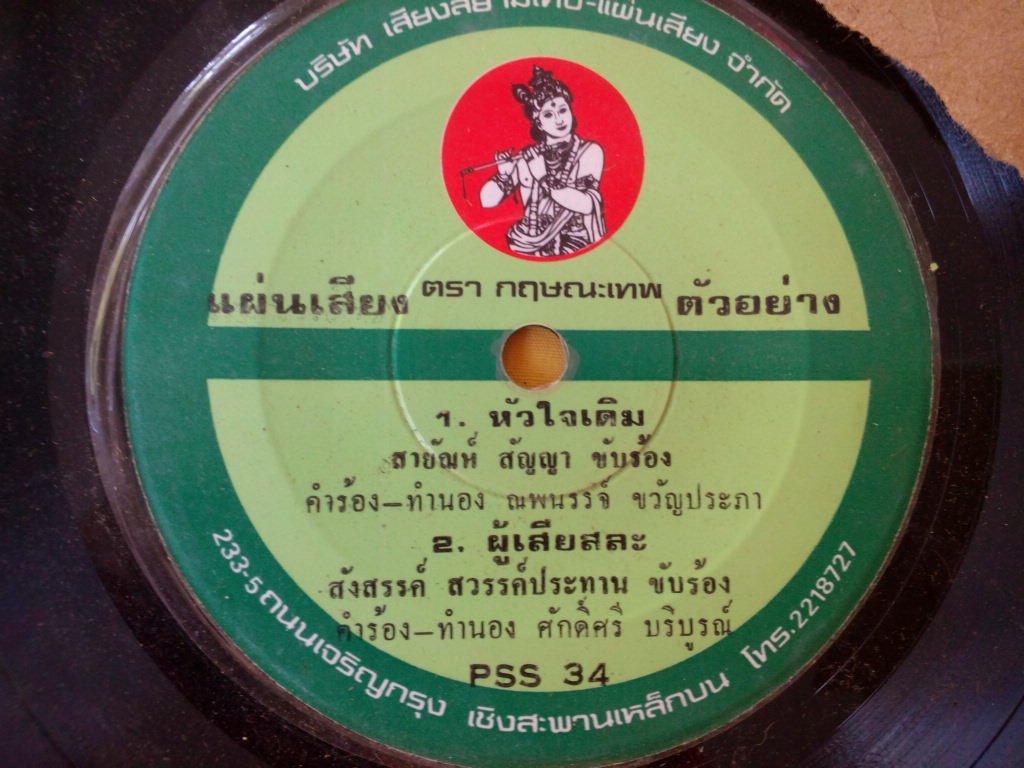 บริษัท เสียงสยามเทป-แผ่นเสียง จำกัด
แผ่นเสียง ตรา กฤษณะเทพ ตัวอย่าง
1. หัวใจเดิม
สายัณห์ สัญญา ขับร้อง
คำร้อง-ทำนอง ณพนรรจ์ ขวัญประภา
2. ผู้เสียสละ
สังสรรค์ สวรรค์ประทาน ขับร้อง
คำร้อง-ทำนอง ศักดิ์ศรี บริบูรณ์
PSS 34
233-5 ถนนเจริญกรุง เชิงสะพานเหล็กบน โทร.2218727